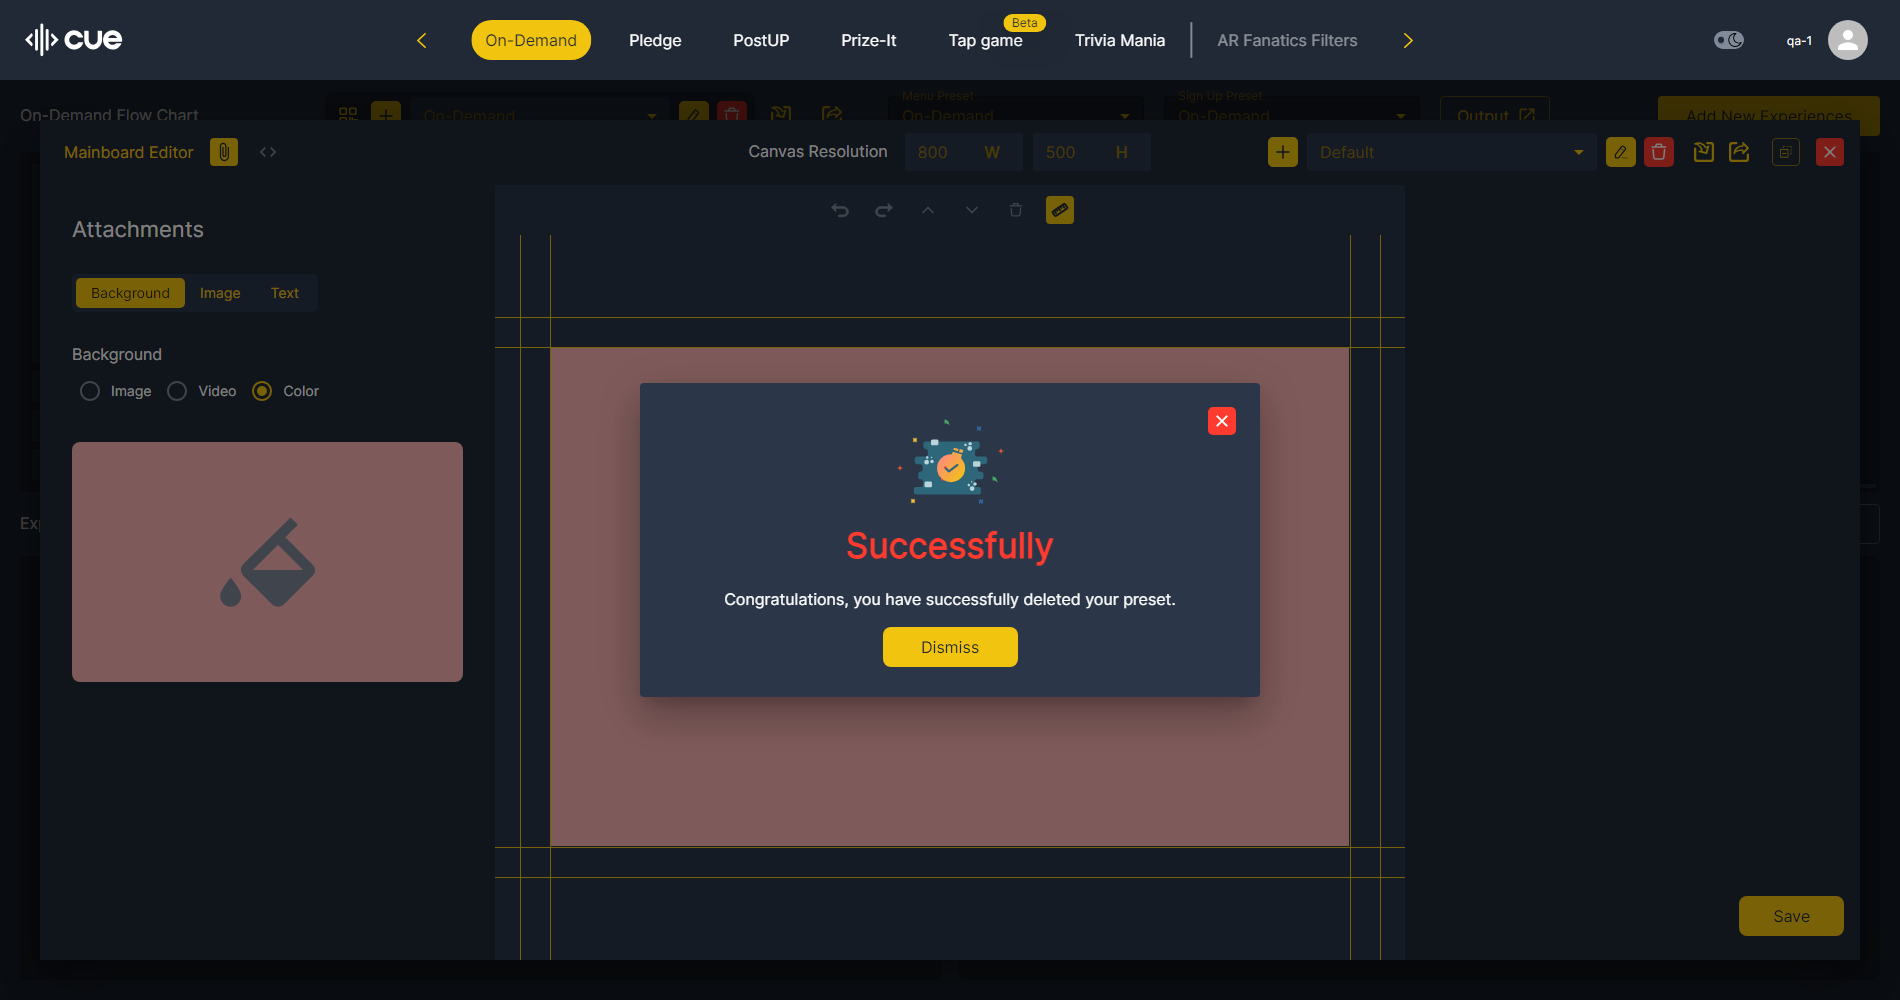 cue
On-Demand
Pledge
PostUP
Prize-It
Tap game
Beta
Trivia Mania
AR Fanatics Filters
qa-1
On-Demand Flow Chart
On-Demand
Menu Preset
On-Demand
Sign Up Preset
On-Demand
Output
Add New Experiences
Mainboard Editor
Canvas Resolution
800 W
500 H
Default
Attachments
Background
Image
Text
Background
Image
Video
Color
Successfully
Congratulations, you have successfully deleted your preset.
Dismiss
Save